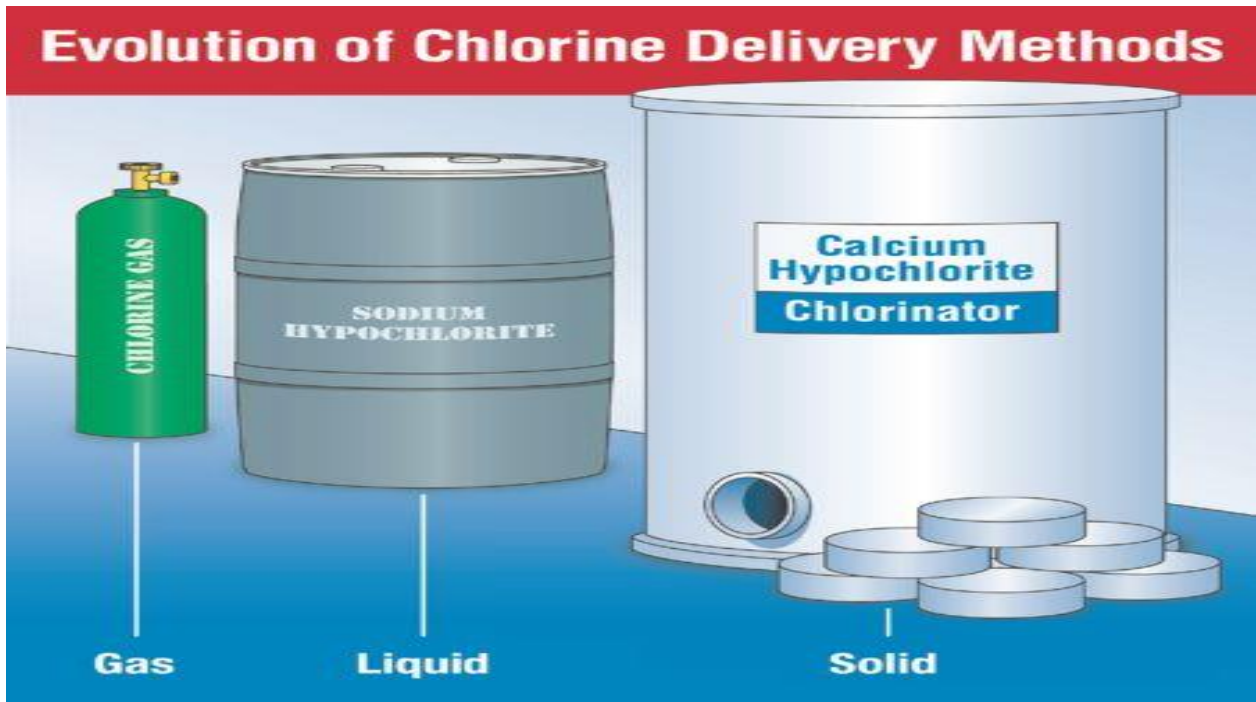 Evolution of Chlorine Delivery Methods
CHLORINE GAS
SODIUM
HYPOCHLORITE
Calcium
Hypochlorite
Chlorinator
Gas
Liquid
Solid